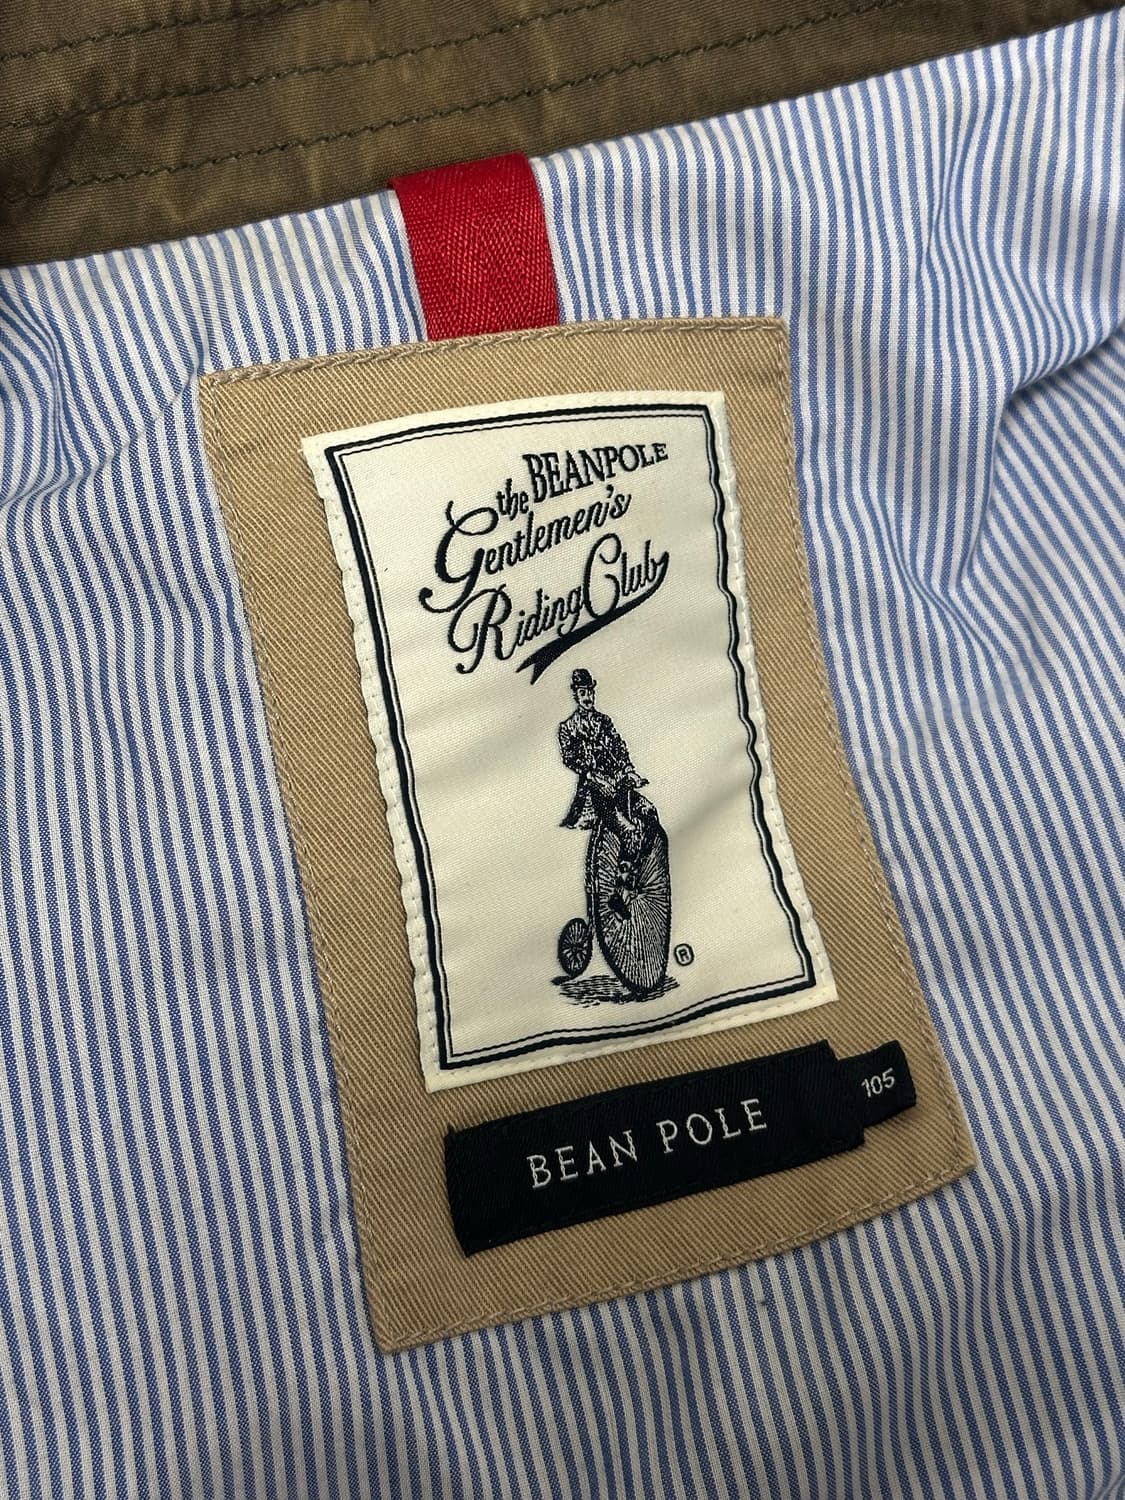 the BEANPOLE
Gentlemen's
Riding Club
®
BEAN POLE
105